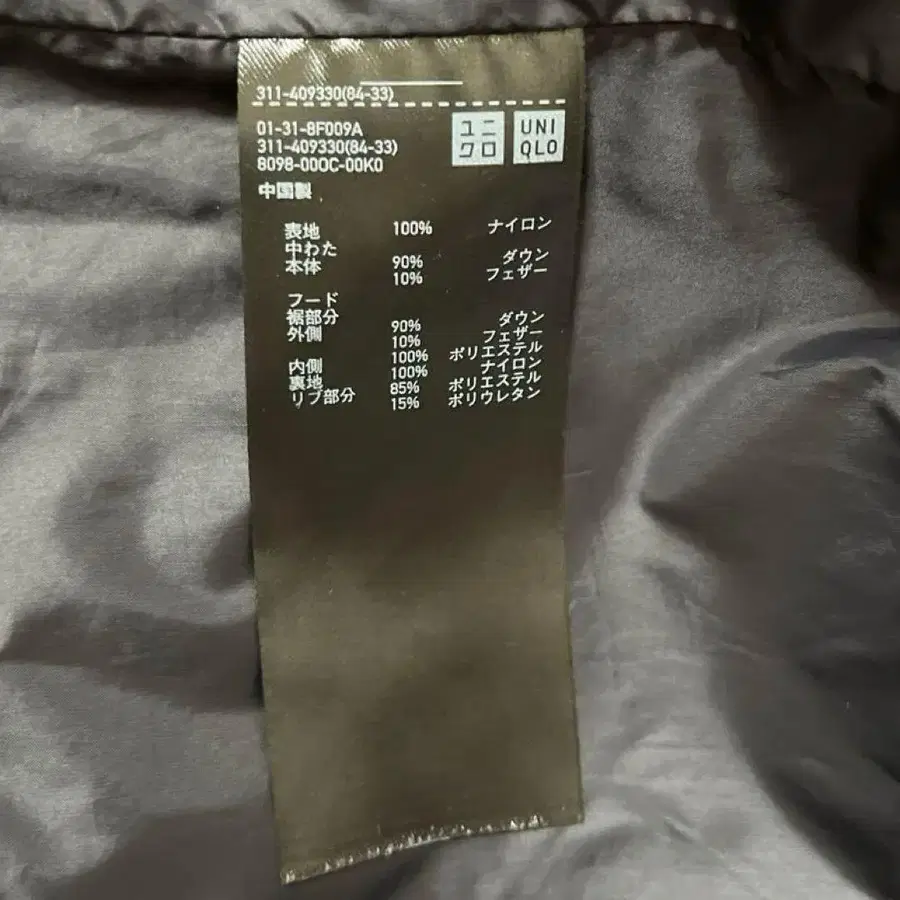 311-409330(84-33)
01-31-8F009A
311-409330(84-33)
8098-000C-00K0
ユニ
クロ
UNI
QLO
中国製
表地 100% ナイロン
中わた
本体 90% ダウン
10% フェザー
フード
裾部分
外側 90% ダウン
10% フェザー
内側 100% ポリエステル
裏地 100% ナイロン
リブ部分 85% ポリエステル
15% ポリウレタン